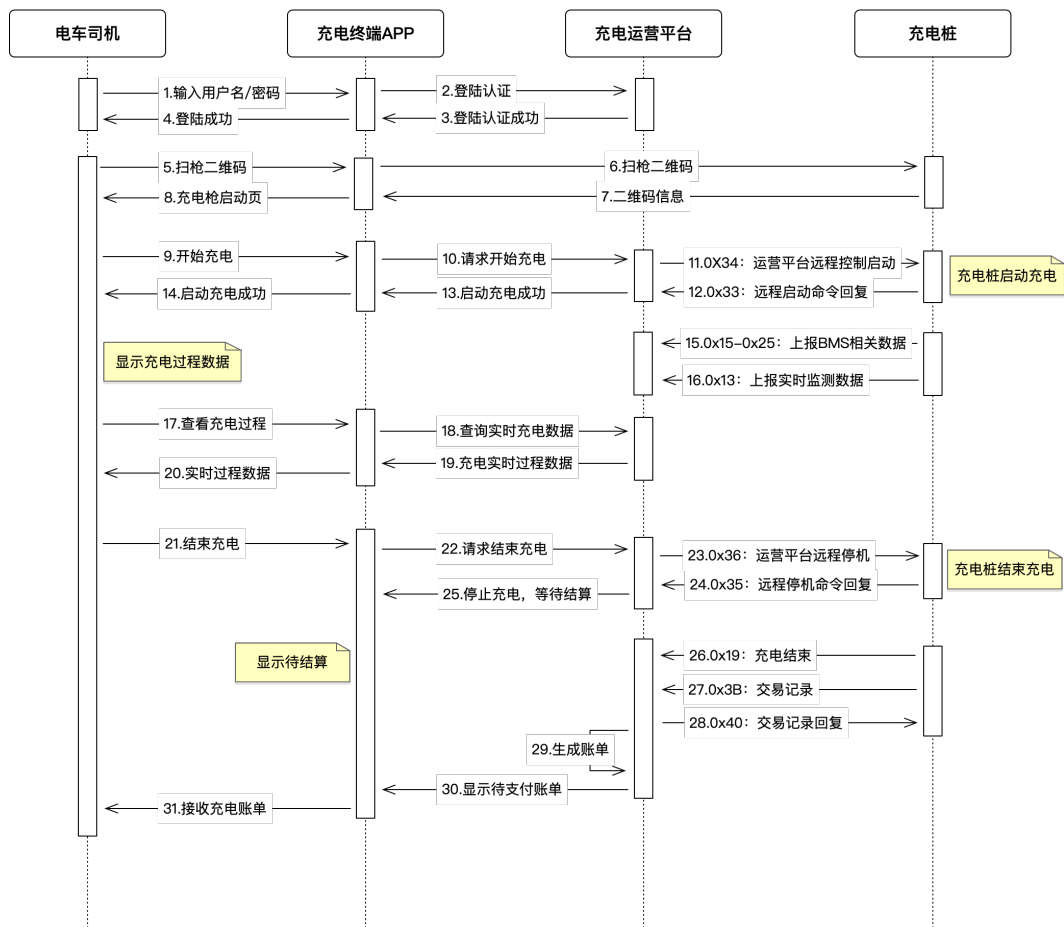 电车司机
充电终端APP
充电运营平台
充电桩
1.输入用户名/密码
2.登陆认证
4.登陆成功
3.登陆认证成功
5.扫枪二维码
6.扫枪二维码
8.充电枪启动页
7.二维码信息
9.开始充电
10.请求开始充电
11.0X34：运营平台远程控制启动
充电桩启动充电
14.启动充电成功
13.启动充电成功
12.0x33：远程启动命令回复
15.0x15-0x25：上报BMS相关数据
显示充电过程数据
16.0x13：上报实时监测数据
17.查看充电过程
18.查询实时充电数据
20.实时过程数据
19.充电实时过程数据
21.结束充电
22.请求结束充电
23.0x36：运营平台远程停机
充电桩结束充电
25.停止充电，等待结算
24.0x35：远程停机命令回复
显示待结算
26.0x19：充电结束
27.0x3B：交易记录
28.0x40：交易记录回复
29.生成账单
30.显示待支付账单
31.接收充电账单